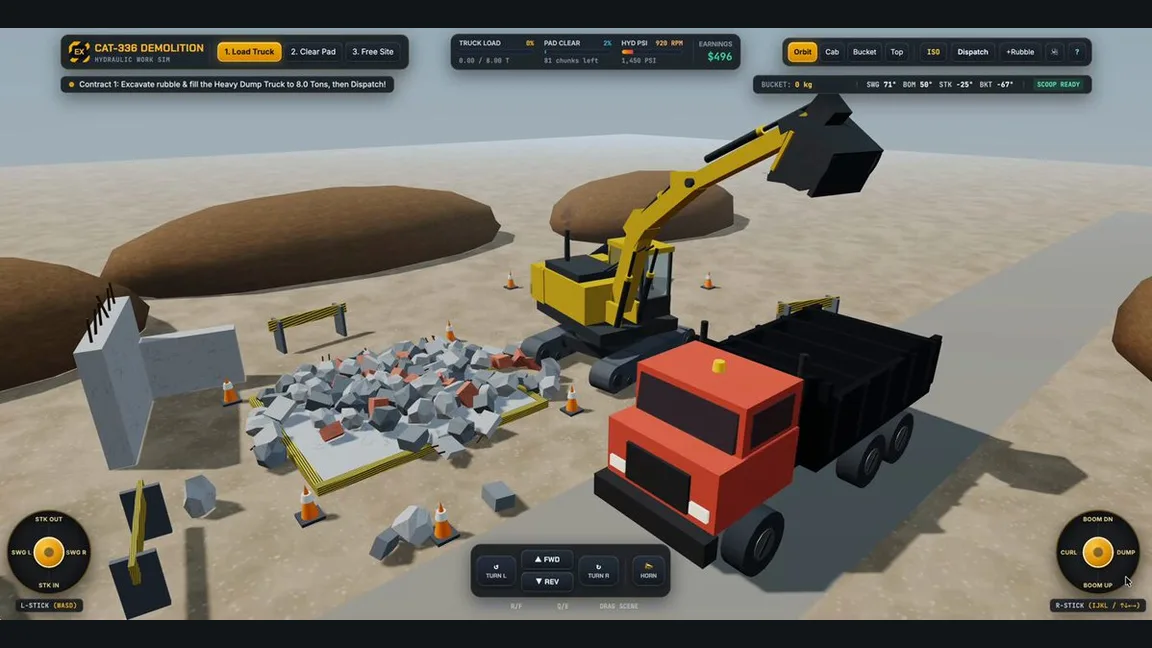 EX CAT-336 DEMOLITION
HYDRAULIC WORK SIM
1. Load Truck
2. Clear Pad
3. Free Site
TRUCK LOAD 0%
0.00 / 8.00 T
PAD CLEAR 2%
81 chunks left
HYD PSI 920 RPM
1,450 PSI
EARNINGS
$496
Orbit
Cab
Bucket
Top
ISO
Dispatch
+Rubble
?
Contract 1: Excavate rubble & fill the Heavy Dump Truck to 8.0 Tons, then Dispatch!
BUCKET: 0 kg
SWG 71° BOM 50° STK -25° BKT -67°
SCOOP READY
STK OUT
SWG L
SWG R
STK IN
L-STICK (WASD)
TURN L
▲ FWD
▼ REV
TURN R
HORN
R/F
Q/E
DRAG SCENE
BOOM DN
CURL
DUMP
BOOM UP
R-STICK (IJKL / ↑↓←→)